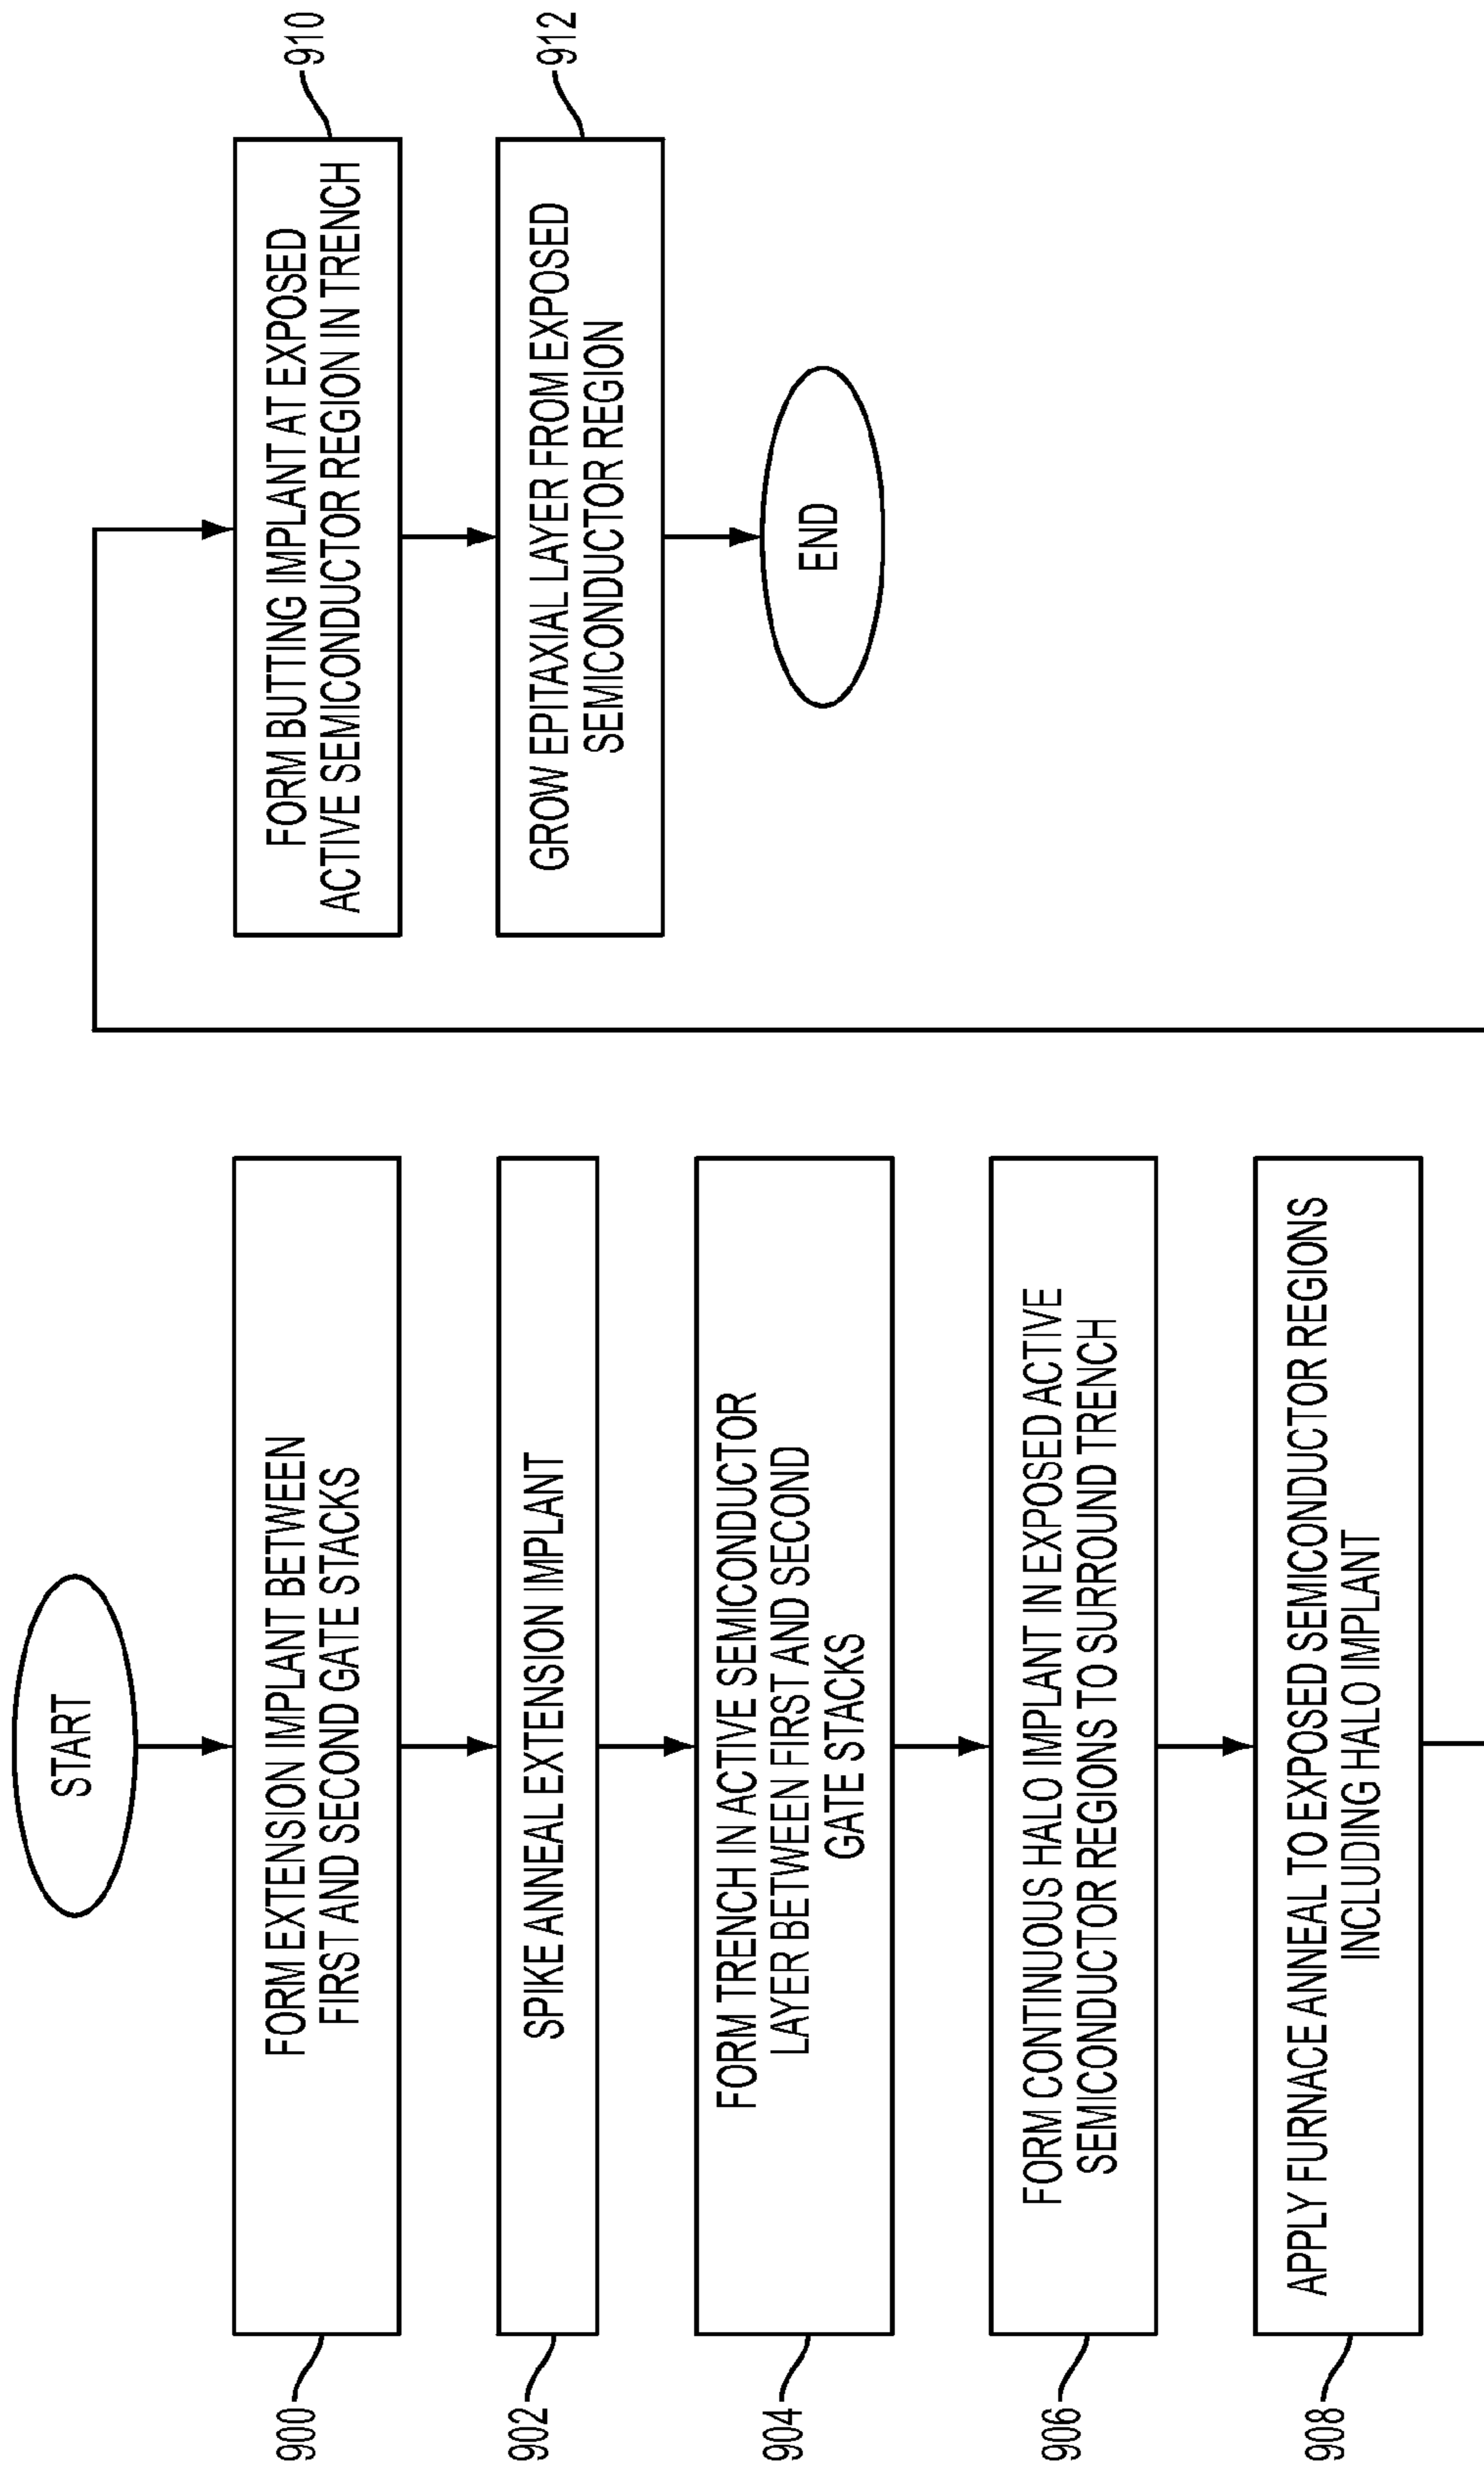 START
900
FORM EXTENSION IMPLANT BETWEEN
FIRST AND SECOND GATE STACKS
902
SPIKE ANNEAL EXTENSION IMPLANT
904
FORM TRENCH IN ACTIVE SEMICONDUCTOR
LAYER BETWEEN FIRST AND SECOND
GATE STACKS
906
FORM CONTINUOUS HALO IMPLANT IN EXPOSED ACTIVE
SEMICONDUCTOR REGIONS TO SURROUND TRENCH
908
APPLY FURNACE ANNEAL TO EXPOSED SEMICONDUCTOR REGIONS
INCLUDING HALO IMPLANT
910
FORM BUTTING IMPLANT AT EXPOSED
ACTIVE SEMICONDUCTOR REGION IN TRENCH
912
GROW EPITAXIAL LAYER FROM EXPOSED
SEMICONDUCTOR REGION
END